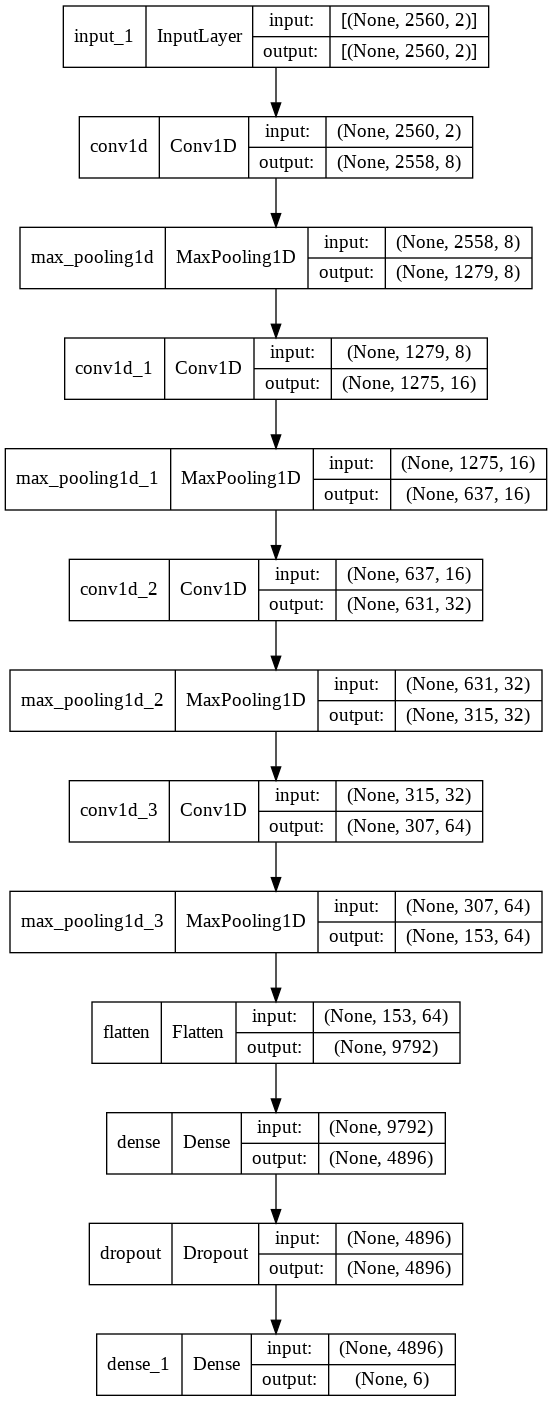 input_1 InputLayer input: [(None, 2560, 2)]
output: [(None, 2560, 2)]
conv1d Conv1D input: (None, 2560, 2)
output: (None, 2558, 8)
max_pooling1d MaxPooling1D input: (None, 2558, 8)
output: (None, 1279, 8)
conv1d_1 Conv1D input: (None, 1279, 8)
output: (None, 1275, 16)
max_pooling1d_1 MaxPooling1D input: (None, 1275, 16)
output: (None, 637, 16)
conv1d_2 Conv1D input: (None, 637, 16)
output: (None, 631, 32)
max_pooling1d_2 MaxPooling1D input: (None, 631, 32)
output: (None, 315, 32)
conv1d_3 Conv1D input: (None, 315, 32)
output: (None, 307, 64)
max_pooling1d_3 MaxPooling1D input: (None, 307, 64)
output: (None, 153, 64)
flatten Flatten input: (None, 153, 64)
output: (None, 9792)
dense Dense input: (None, 9792)
output: (None, 4896)
dropout Dropout input: (None, 4896)
output: (None, 4896)
dense_1 Dense input: (None, 4896)
output: (None, 6)